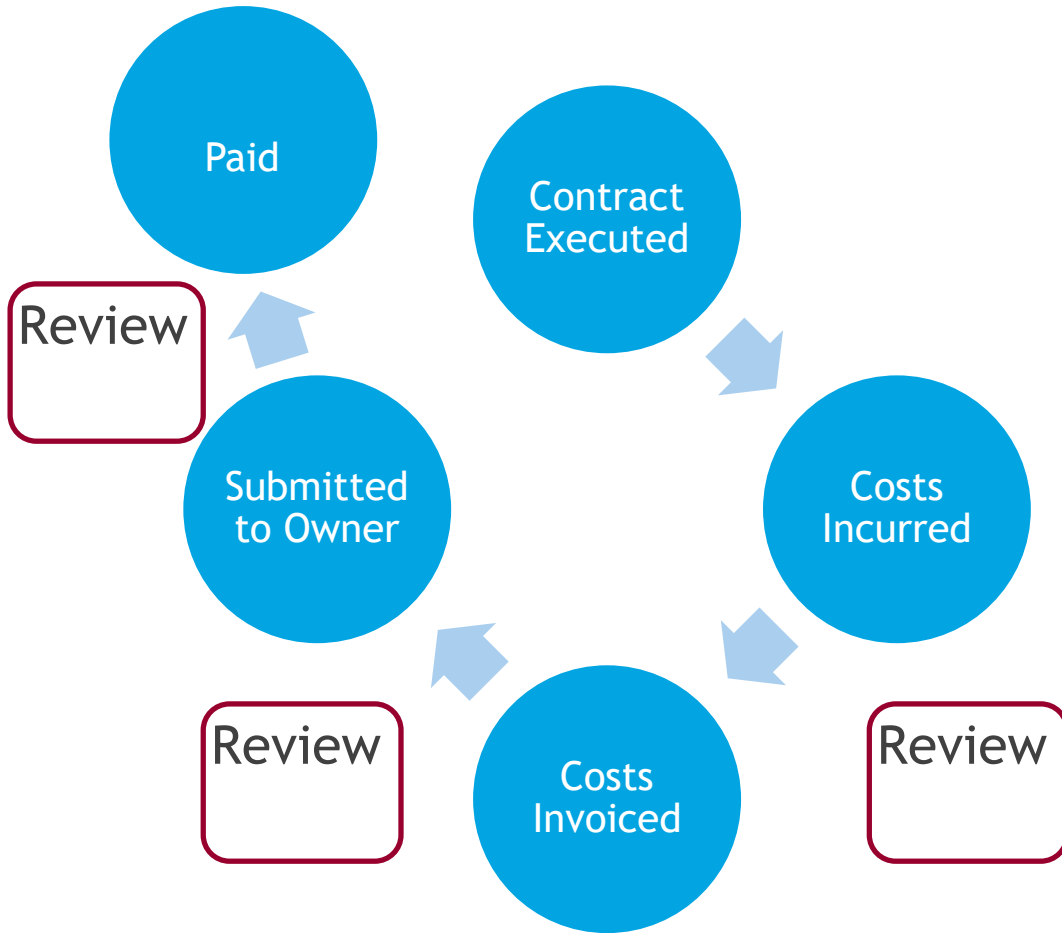 Paid
Contract
Executed
Review
Submitted
to Owner
Costs
Incurred
Review
Costs
Invoiced
Review